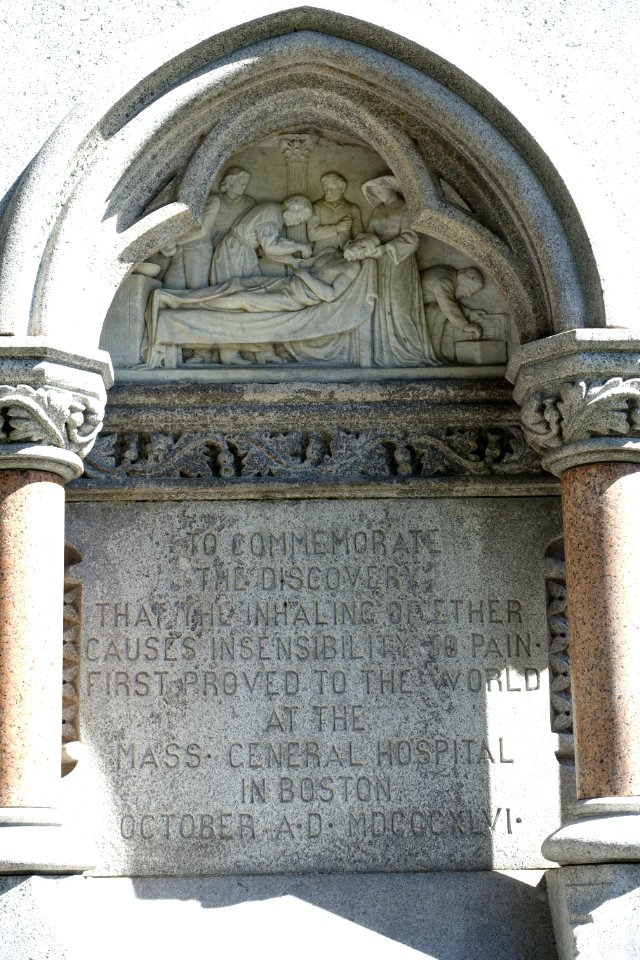 TO COMMEMORATE
THE DISCOVERY
THAT THE INHALING OF ETHER
CAUSES INSENSIBILITY TO PAIN·
FIRST PROVED TO THE WORLD
AT THE
MASS· GENERAL HOSPITAL
IN BOSTON
OCTOBER A·D· MDCCCXLVI·